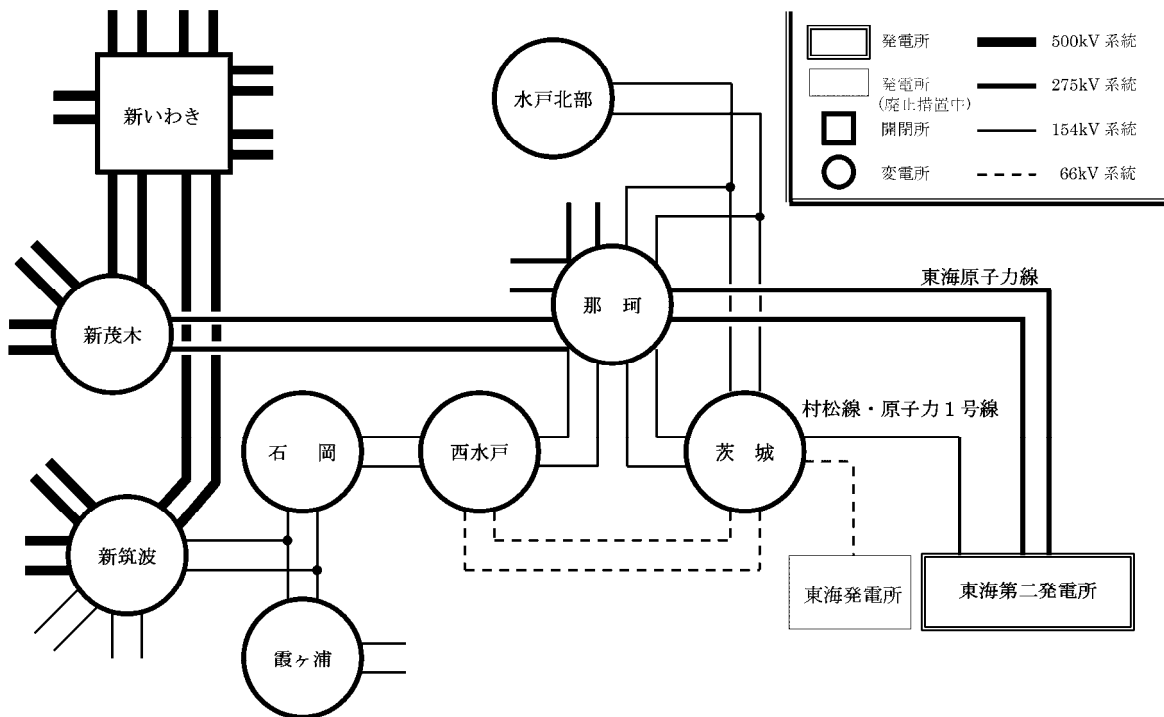 発電所
500kV 系統
発電所
(廃止措置中)
275kV 系統
開閉所
154kV 系統
変電所
66kV 系統
新いわき
水戸北部
東海原子力線
那 珂
新茂木
村松線・原子力1号線
石 岡
西水戸
茨 城
新筑波
東海発電所
東海第二発電所
霞ヶ浦